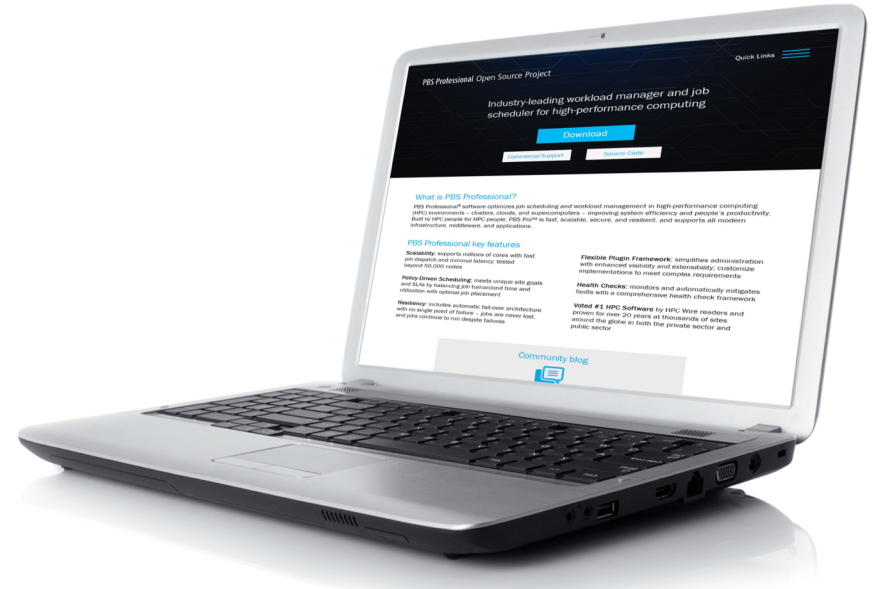 Quick Links
PBS Professional Open Source Project
Industry-leading workload manager and job
scheduler for high-performance computing
Download
Commercial Support
Source Code
What is PBS Professional?
PBS Professional® software optimizes job scheduling and workload management in high-performance computing
(HPC) environments – clusters, clouds, and supercomputers – improving system efficiency and people's productivity.
Built by HPC people for HPC people, PBS Pro™ is fast, scalable, secure, and resilient, and supports all modern
infrastructure, middleware, and applications.
PBS Professional key features
Scalability: supports millions of cores with fast
job dispatch and minimal latency; tested
beyond 50,000 nodes
Policy-Driven Scheduling: meets unique site goals
and SLAs by balancing job turnaround time and
utilization with optimal job placement
Resiliency: includes automatic fail-over architecture
with no single point of failure – jobs are never lost,
and jobs continue to run despite failures
Flexible Plugin Framework: simplifies administration
with enhanced visibility and extensibility; customize
implementations to meet complex requirements
Health Checks: monitors and automatically mitigates
faults with a comprehensive health check framework
Voted #1 HPC Software by HPC Wire readers and
proven for over 20 years at thousands of sites
around the globe in both the private sector and
public sector
Community blog